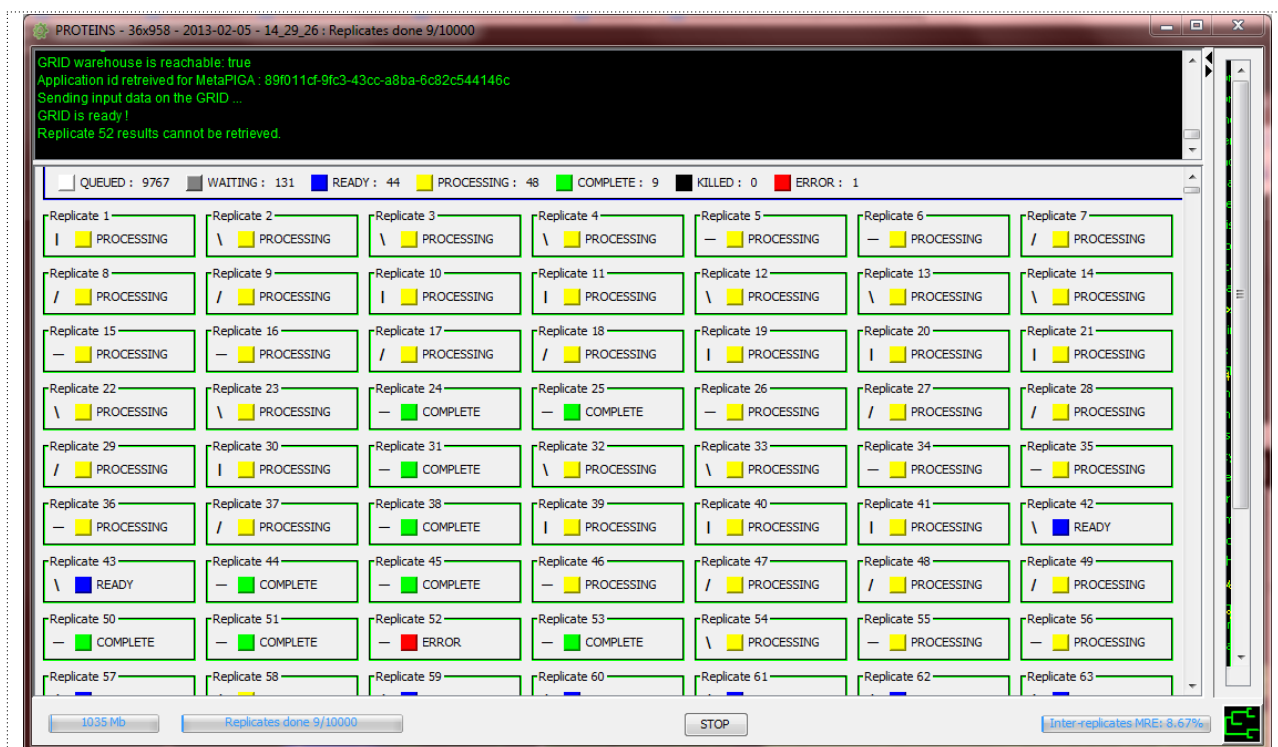 PROTEINS - 36x958 - 2013-02-05 - 14_29_26 : Replicates done 9/10000
GRID warehouse is reachable: true
Application id retreived for MetaPIGA : 89f011cf-9fc3-43cc-a8ba-6c82c544146c
Sending input data on the GRID ...
GRID is ready !
Replicate 52 results cannot be retrieved.
QUEUED : 9767 WAITING : 131 READY : 44 PROCESSING : 48 COMPLETE : 9 KILLED : 0 ERROR : 1
Replicate 1 Replicate 2 Replicate 3 Replicate 4 Replicate 5 Replicate 6 Replicate 7
| PROCESSING \ PROCESSING \ PROCESSING \ PROCESSING — PROCESSING — PROCESSING / PROCESSING
Replicate 8 Replicate 9 Replicate 10 Replicate 11 Replicate 12 Replicate 13 Replicate 14
/ PROCESSING / PROCESSING | PROCESSING | PROCESSING \ PROCESSING \ PROCESSING \ PROCESSING
Replicate 15 Replicate 16 Replicate 17 Replicate 18 Replicate 19 Replicate 20 Replicate 21
— PROCESSING — PROCESSING / PROCESSING / PROCESSING | PROCESSING | PROCESSING | PROCESSING
Replicate 22 Replicate 23 Replicate 24 Replicate 25 Replicate 26 Replicate 27 Replicate 28
\ PROCESSING \ PROCESSING — COMPLETE — COMPLETE — PROCESSING / PROCESSING / PROCESSING
Replicate 29 Replicate 30 Replicate 31 Replicate 32 Replicate 33 Replicate 34 Replicate 35
/ PROCESSING | PROCESSING — COMPLETE \ PROCESSING \ PROCESSING — PROCESSING — PROCESSING
Replicate 36 Replicate 37 Replicate 38 Replicate 39 Replicate 40 Replicate 41 Replicate 42
— PROCESSING / PROCESSING — COMPLETE | PROCESSING | PROCESSING | PROCESSING \ READY
Replicate 43 Replicate 44 Replicate 45 Replicate 46 Replicate 47 Replicate 48 Replicate 49
\ READY — COMPLETE — COMPLETE — PROCESSING / PROCESSING / PROCESSING / PROCESSING
Replicate 50 Replicate 51 Replicate 52 Replicate 53 Replicate 54 Replicate 55 Replicate 56
— COMPLETE — COMPLETE — ERROR — COMPLETE \ PROCESSING — PROCESSING — PROCESSING
Replicate 57 Replicate 58 Replicate 59 Replicate 60 Replicate 61 Replicate 62 Replicate 63
1035 Mb Replicates done 9/10000 STOP Inter-replicates MRE: 8.67%